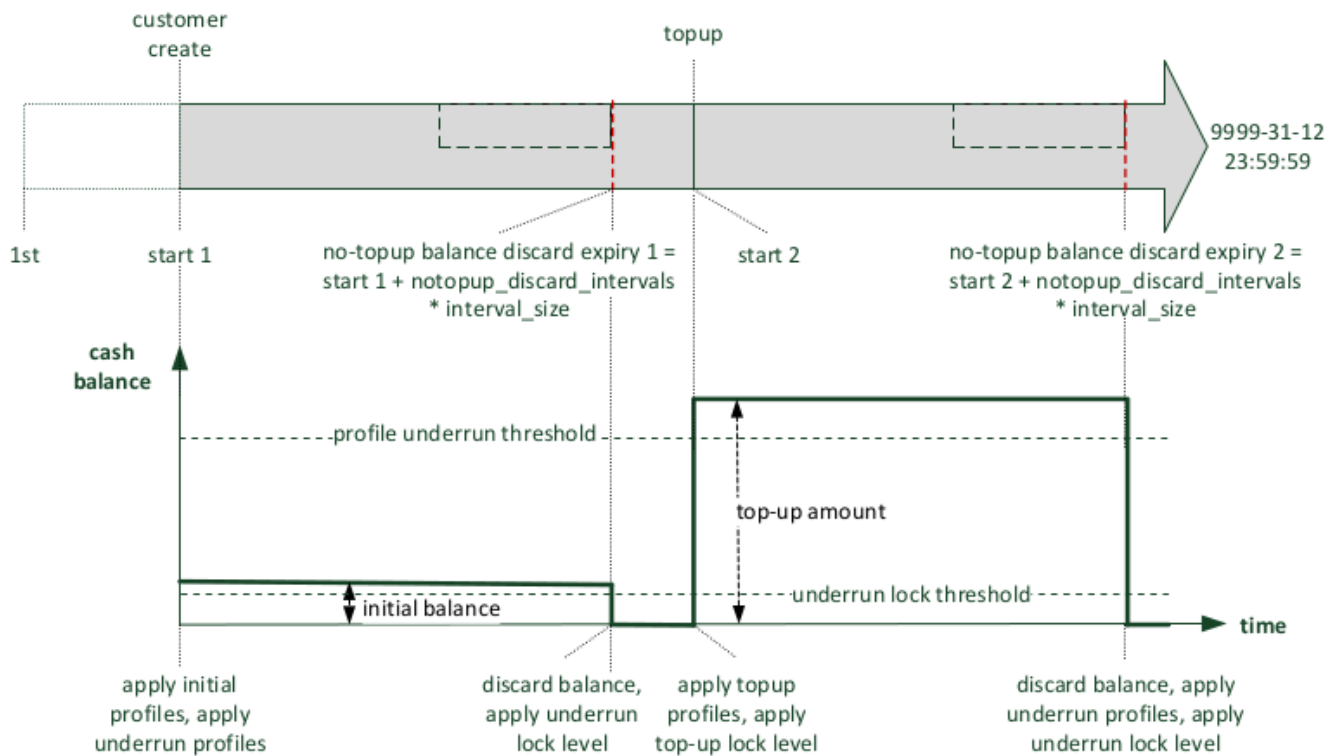 customer
create
topup
9999-31-12
23:59:59
1st
start 1
no-topup balance discard expiry 1 =
start 1 + notopup_discard_intervals
* interval_size
start 2
no-topup balance discard expiry 2 =
start 2 + notopup_discard_intervals
* interval_size
cash
balance
profile underrun threshold
top-up amount
initial balance
underrun lock threshold
time
apply initial
profiles, apply
underrun profiles
discard balance,
apply underrun
lock level
apply topup
profiles, apply
top-up lock level
discard balance, apply
underrun profiles, apply
underrun lock level